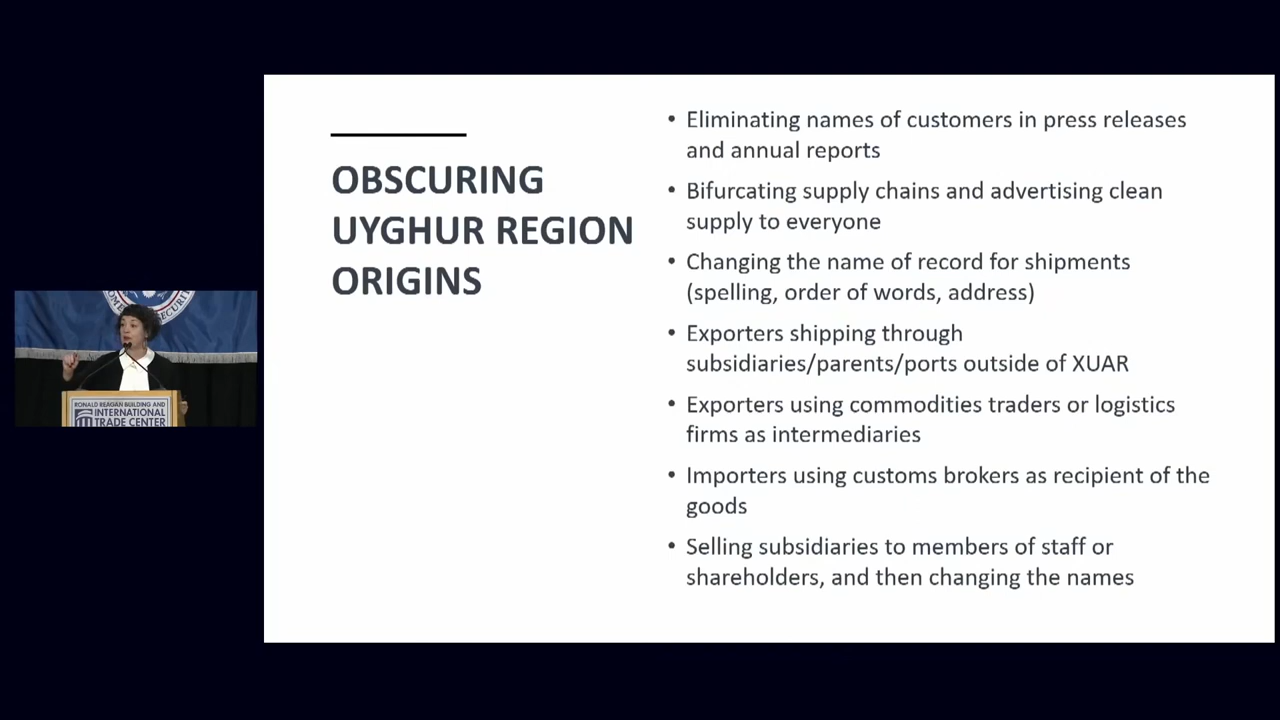 OBSCURING
UYGHUR REGION
ORIGINS
• Eliminating names of customers in press releases
and annual reports
• Bifurcating supply chains and advertising clean
supply to everyone
• Changing the name of record for shipments
(spelling, order of words, address)
• Exporters shipping through
subsidiaries/parents/ports outside of XUAR
• Exporters using commodities traders or logistics
firms as intermediaries
• Importers using customs brokers as recipient of the
goods
• Selling subsidiaries to members of staff or
shareholders, and then changing the names
RONALD REAGAN BUILDING AND
INTERNATIONAL
TRADE CENTER